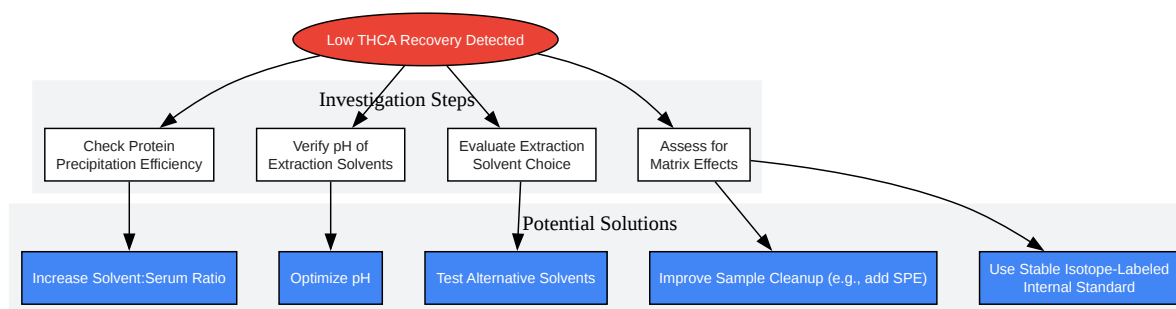 Low THCA Recovery Detected
Investigation Steps
Check Protein
Precipitation Efficiency
Verify pH of
Extraction Solvents
Evaluate Extraction
Solvent Choice
Assess for
Matrix Effects
Potential Solutions
Increase Solvent:Serum Ratio
Optimize pH
Test Alternative Solvents
Improve Sample Cleanup (e.g., add SPE)
Use Stable Isotope-Labeled
Internal Standard